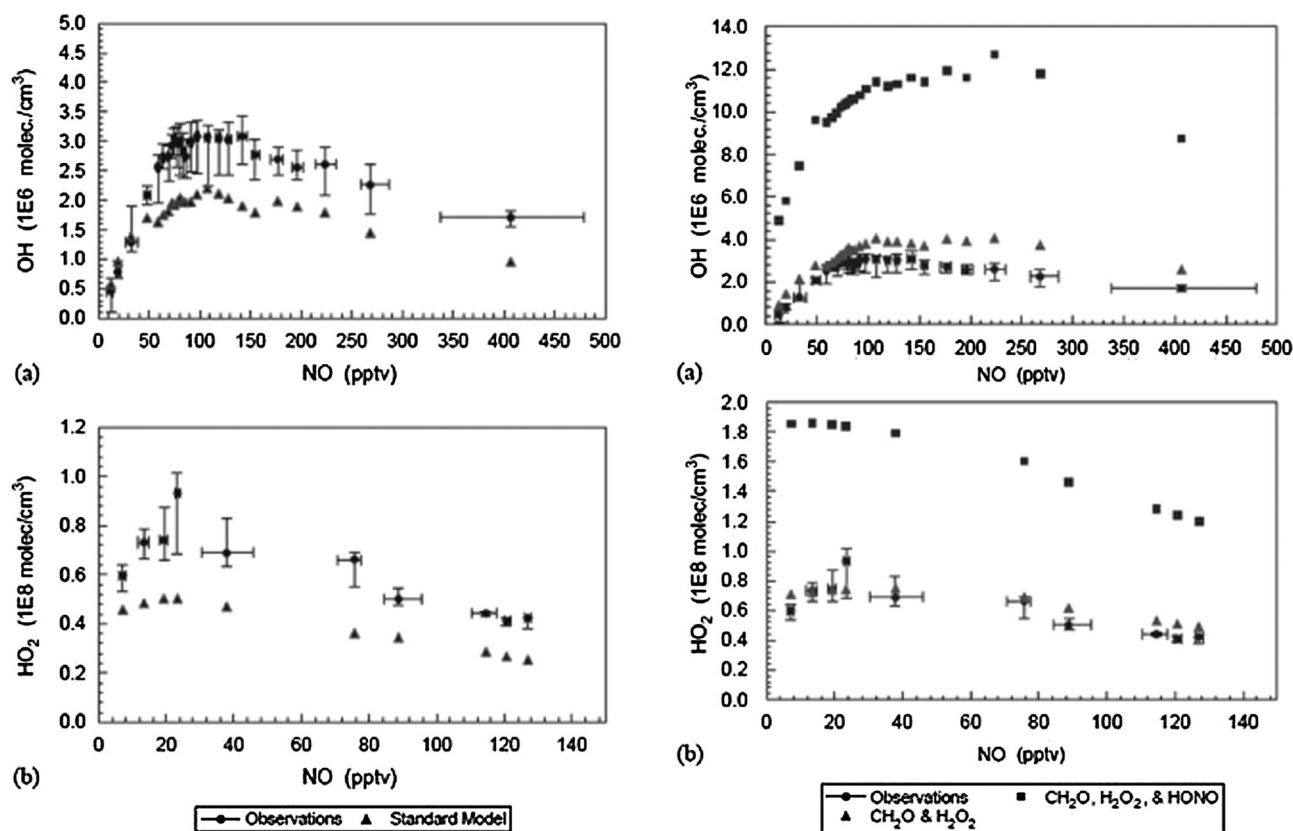 5.0
4.5
4.0
3.5
3.0
2.5
2.0
1.5
1.0
0.5
0.0
OH (1E6 molec./cm³)
0 50 100 150 200 250 300 350 400 450 500
(a) NO (pptv)
1.2
1.0
0.8
0.6
0.4
0.2
0.0
HO₂ (1E8 molec/cm³)
0 20 40 60 80 100 120 140
(b) NO (pptv)
Observations Standard Model
14.0
12.0
10.0
8.0
6.0
4.0
2.0
0.0
OH (1E6 molec./cm³)
0 50 100 150 200 250 300 350 400 450 500
(a) NO (pptv)
2.0
1.8
1.6
1.4
1.2
1.0
0.8
0.6
0.4
0.2
0.0
HO₂ (1E8 molec/cm³)
0 20 40 60 80 100 120 140
(b) NO (pptv)
Observations CH₂O, H₂O₂, & HONO
CH₂O & H₂O₂